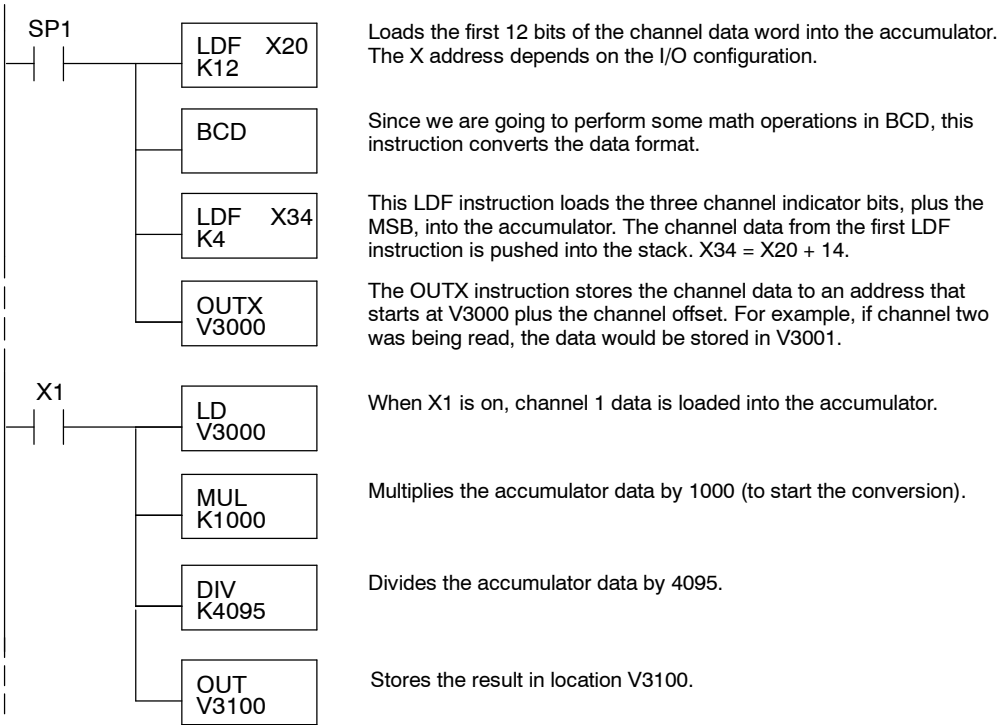 SP1
LDF X20
K12
Loads the first 12 bits of the channel data word into the accumulator.
The X address depends on the I/O configuration.
BCD
Since we are going to perform some math operations in BCD, this
instruction converts the data format.
LDF X34
K4
This LDF instruction loads the three channel indicator bits, plus the
MSB, into the accumulator. The channel data from the first LDF
instruction is pushed into the stack. X34 = X20 + 14.
OUTX
V3000
The OUTX instruction stores the channel data to an address that
starts at V3000 plus the channel offset. For example, if channel two
was being read, the data would be stored in V3001.
X1
LD
V3000
When X1 is on, channel 1 data is loaded into the accumulator.
MUL
K1000
Multiplies the accumulator data by 1000 (to start the conversion).
DIV
K4095
Divides the accumulator data by 4095.
OUT
V3100
Stores the result in location V3100.